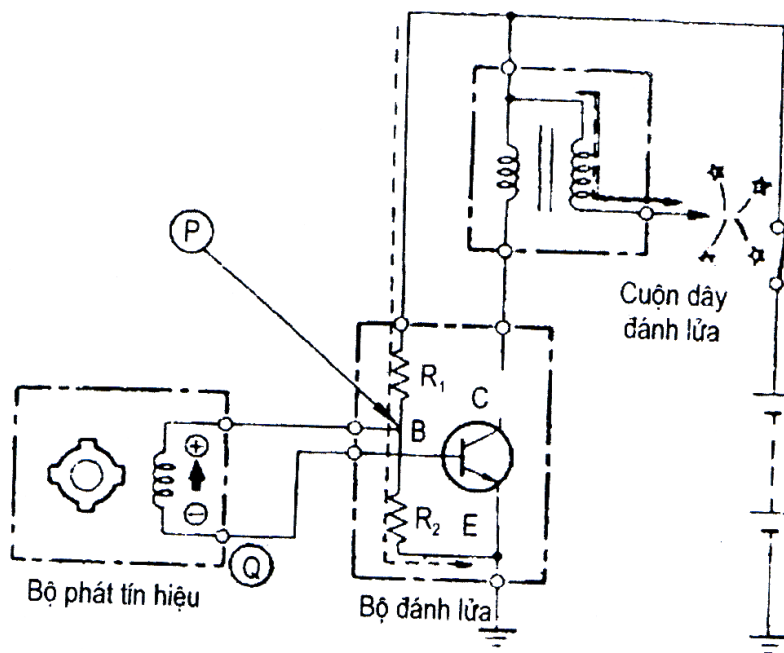 P
Cuộn dây
đánh lửa
R₁
C
B
+
−
R₂
E
Q
Bộ phát tín hiệu
Bộ đánh lửa